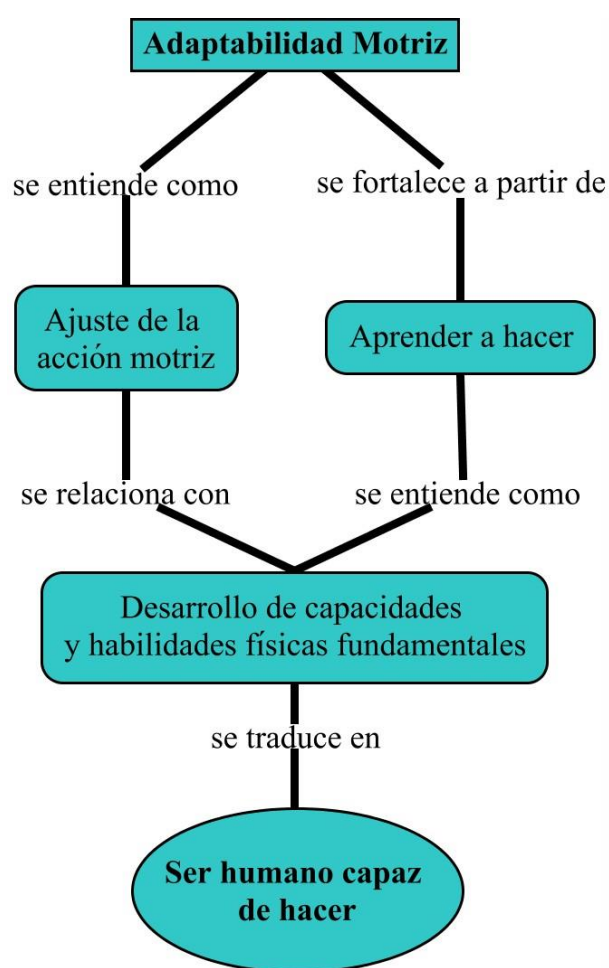 Adaptabilidad Motriz
se entiende como
se fortalece a partir de
Ajuste de la
acción motriz
Aprender a hacer
se relaciona con
se entiende como
Desarrollo de capacidades
y habilidades físicas fundamentales
se traduce en
Ser humano capaz
de hacer